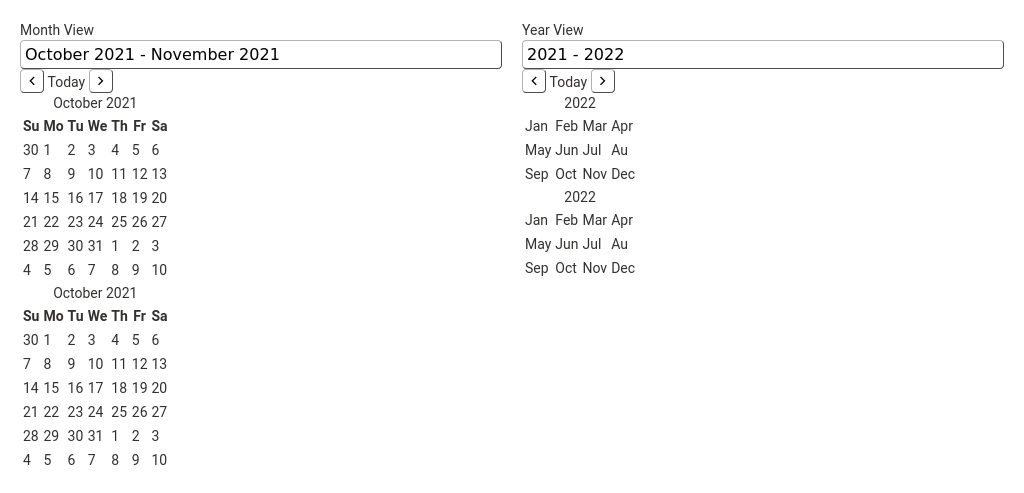 Month View
October 2021 - November 2021
Today
October 2021
Su Mo Tu We Th Fr Sa
30 1 2 3 4 5 6
7 8 9 10 11 12 13
14 15 16 17 18 19 20
21 22 23 24 25 26 27
28 29 30 31 1 2 3
4 5 6 7 8 9 10
October 2021
Su Mo Tu We Th Fr Sa
30 1 2 3 4 5 6
7 8 9 10 11 12 13
14 15 16 17 18 19 20
21 22 23 24 25 26 27
28 29 30 31 1 2 3
4 5 6 7 8 9 10
Year View
2021 - 2022
Today
2022
Jan Feb Mar Apr
May Jun Jul Au
Sep Oct Nov Dec
2022
Jan Feb Mar Apr
May Jun Jul Au
Sep Oct Nov Dec